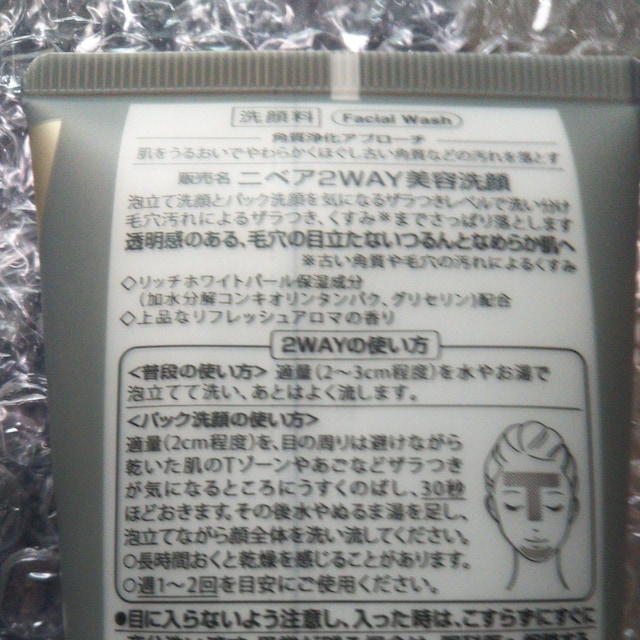 洗顔料 Facial Wash
角質浄化アプローチ
肌をうるおいでやわらかくほぐし古い角質などの汚れを落とす
販売名 ニベア2WAY美容洗顔
泡立て洗顔とパック洗顔を気になるザラつきレベルで洗い分け
毛穴汚れによるザラつき、くすみ※までさっぱり落とします
透明感のある、毛穴の目立たないつるんとなめらか肌へ
※古い角質や毛穴の汚れによるくすみ
◇リッチホワイトパール保湿成分
(加水分解コンキオリンタンパク、グリセリン)配合
◇上品なリフレッシュアロマの香り
2WAYの使い方
<普段の使い方> 適量(2〜3cm程度)を水やお湯で
泡立てて洗い、あとはよく流します。
<パック洗顔の使い方>
適量(2cm程度)を、目の周りは避けながら
乾いた肌のTゾーンやあごなどザラつき
が気になるところにうすくのばし、30秒
ほどおきます。その後水やぬるま湯を足し、
泡立てながら顔全体を洗い流してください。
○長時間おくと乾燥を感じることがあります。
○週1〜2回を目安にご使用ください。
●目に入らないよう注意し、入った時は、こすらずにすぐに